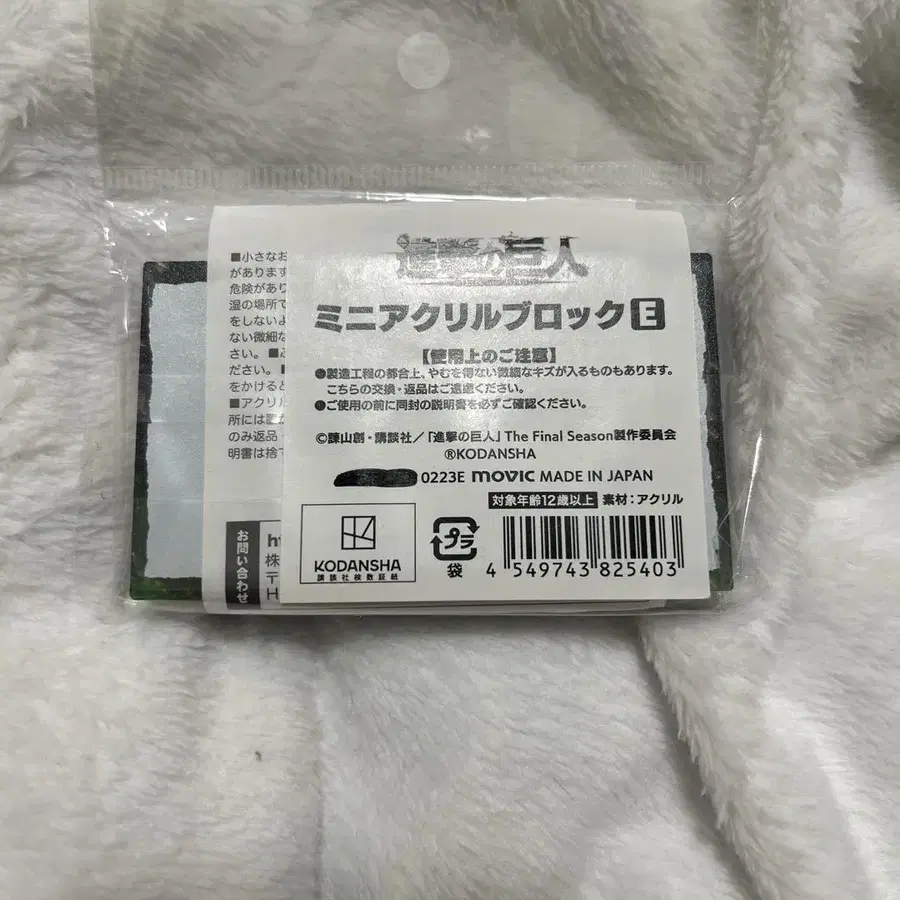 進撃の巨人
ミニアクリルブロック E
【使用上のご注意】
●製造工程の都合上、やむを得ない微細なキズが入るものもあります。
こちらの交換・返品はご遠慮ください。
●ご使用の前に同封の説明書を必ずご確認ください。
©諫山創・講談社/「進撃の巨人」The Final Season製作委員会
®KODANSHA
0223E movic MADE IN JAPAN
対象年齢12歳以上 素材:アクリル
KODANSHA
講談社検数証紙
プラ
袋
4 549743 825403
■小さなお
があります
危険があり
湿の場所で
をしないよ
ない微細な
さい。■
ださい。■
をかけると
■アクリル
所には置か
のみ返品・
明書は捨て
お問い合わせ
ht
株
〒
H